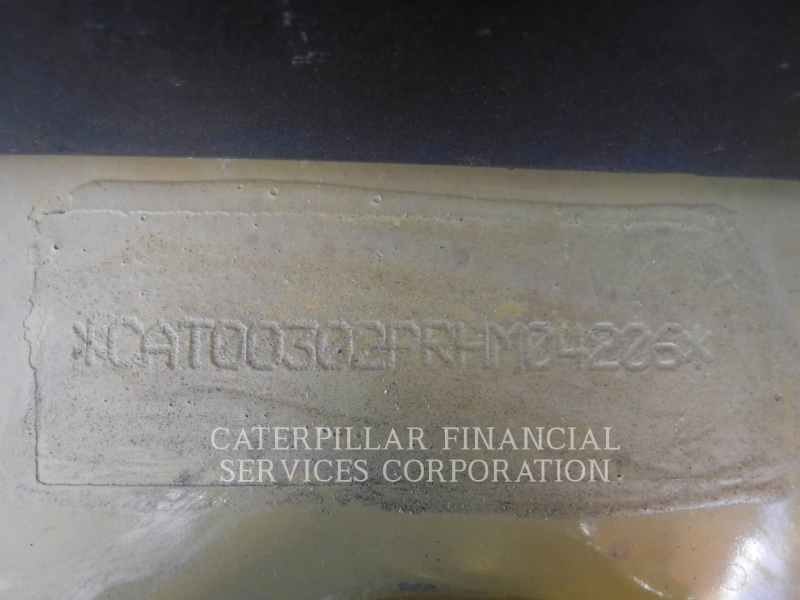 *CAT00302PRHM04206*
CATERPILLAR FINANCIAL
SERVICES CORPORATION